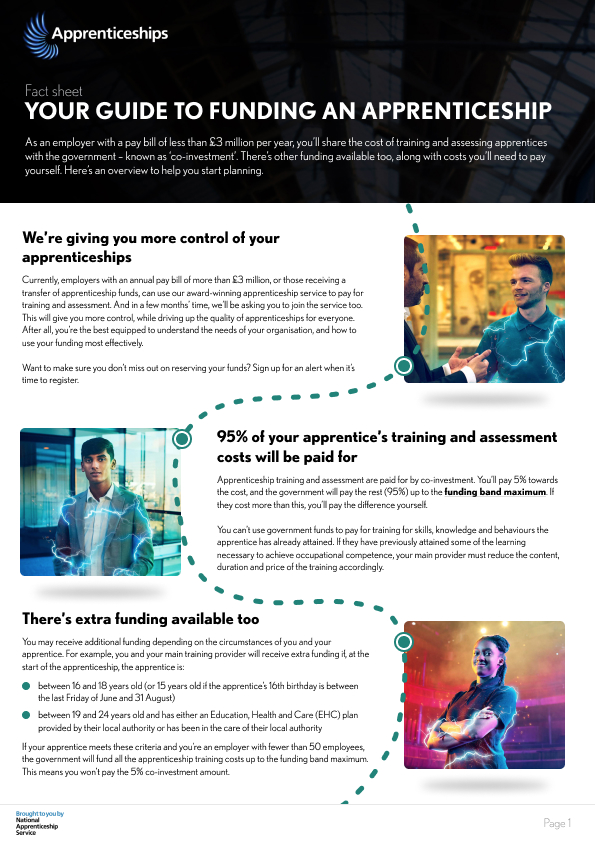 Apprenticeships
Fact sheet
YOUR GUIDE TO FUNDING AN APPRENTICESHIP
As an employer with a pay bill of less than £3 million per year, you'll share the cost of training and assessing apprentices
with the government – known as 'co-investment'. There's other funding available too, along with costs you'll need to pay
yourself. Here's an overview to help you start planning.
We're giving you more control of your
apprenticeships
Currently, employers with an annual pay bill of more than £3 million, or those receiving a
transfer of apprenticeship funds, can use our award-winning apprenticeship service to pay for
training and assessment. And in a few months' time, we'll be asking you to join the service too.
This will give you more control, while driving up the quality of apprenticeships for everyone.
After all, you're the best equipped to understand the needs of your organisation, and how to
use your funding most effectively.
Want to make sure you don't miss out on reserving your funds? Sign up for an alert when it's
time to register.
95% of your apprentice's training and assessment
costs will be paid for
Apprenticeship training and assessment are paid for by co-investment. You'll pay 5% towards
the cost, and the government will pay the rest (95%) up to the funding band maximum. If
they cost more than this, you'll pay the difference yourself.
You can't use government funds to pay for training for skills, knowledge and behaviours the
apprentice has already attained. If they have previously attained some of the learning
necessary to achieve occupational competence, your main provider must reduce the content,
duration and price of the training accordingly.
There's extra funding available too
You may receive additional funding depending on the circumstances of you and your
apprentice. For example, you and your main training provider will receive extra funding if, at the
start of the apprenticeship, the apprentice is:
between 16 and 18 years old (or 15 years old if the apprentice's 16th birthday is between
the last Friday of June and 31 August)
between 19 and 24 years old and has either an Education, Health and Care (EHC) plan
provided by their local authority or has been in the care of their local authority
If your apprentice meets these criteria and you're an employer with fewer than 50 employees,
the government will fund all the apprenticeship training costs up to the funding band maximum.
This means you won't pay the 5% co-investment amount.
Brought to you by
National
Apprenticeship
Service
Page 1